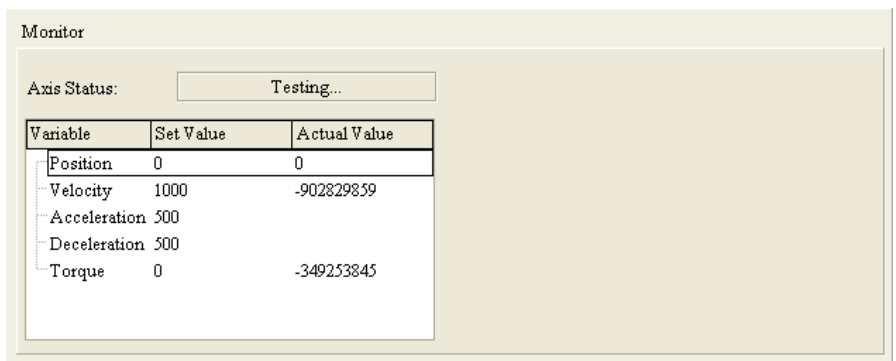 Monitor
Axis Status: Testing...
Variable Set Value Actual Value
Position 0 0
Velocity 1000 -902829859
Acceleration 500
Deceleration 500
Torque 0 -349253845